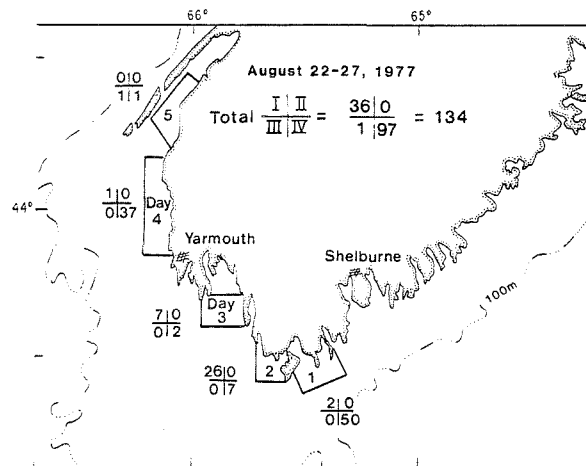 66° 65°
August 22-27, 1977
0|0
1|1
5
Total I|II = 36|0 = 134
III|IV 1|97
1|0
0|37
Day
4
44°
Yarmouth
Shelburne
100m
Day
3
7|0
0|2
26|0
0|7
2
1
2|0
0|50